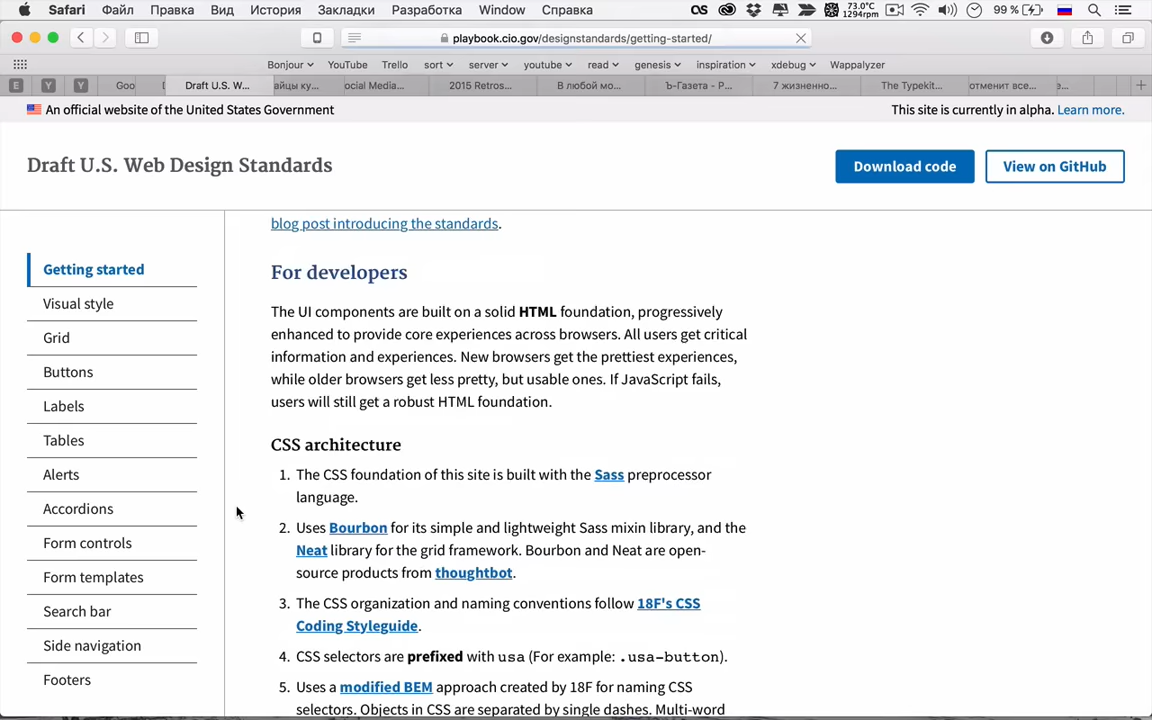 Safari Файл Правка Вид История Закладки Разработка Window Справка 73.0°C 1294rpm 99 %
playbook.cio.gov/designstandards/getting-started/
Bonjour YouTube Trello sort server youtube read genesis inspiration xdebug Wappalyzer
E Y Y Goo Draft U.S. W... айцы ку... ocial Media... 2015 Retros... В любой мо... Ъ-Газета - Р... 7 жизненно... The Typekit... отменит все... е...
An official website of the United States Government This site is currently in alpha. Learn more.
Draft U.S. Web Design Standards Download code View on GitHub
Getting started
Visual style
Grid
Buttons
Labels
Tables
Alerts
Accordions
Form controls
Form templates
Search bar
Side navigation
Footers
blog post introducing the standards.
For developers
The UI components are built on a solid HTML foundation, progressively
enhanced to provide core experiences across browsers. All users get critical
information and experiences. New browsers get the prettiest experiences,
while older browsers get less pretty, but usable ones. If JavaScript fails,
users will still get a robust HTML foundation.
CSS architecture
1. The CSS foundation of this site is built with the Sass preprocessor
language.
2. Uses Bourbon for its simple and lightweight Sass mixin library, and the
Neat library for the grid framework. Bourbon and Neat are open-
source products from thoughtbot.
3. The CSS organization and naming conventions follow 18F's CSS
Coding Styleguide.
4. CSS selectors are prefixed with usa (For example: .usa-button).
5. Uses a modified BEM approach created by 18F for naming CSS
selectors. Objects in CSS are separated by single dashes. Multi-word